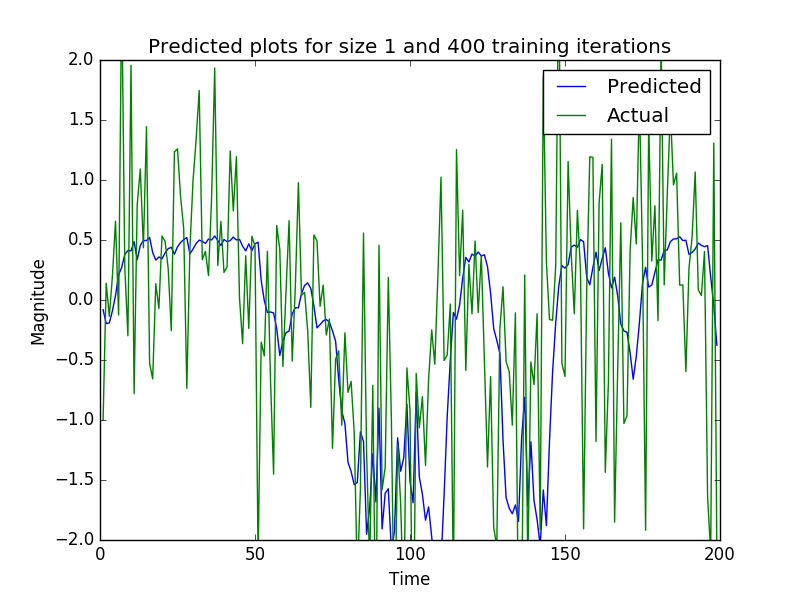 Predicted plots for size 1 and 400 training iterations
2.0
1.5
1.0
0.5
0.0
−0.5
−1.0
−1.5
−2.0
Magnitude
Predicted
Actual
0 50 100 150 200
Time